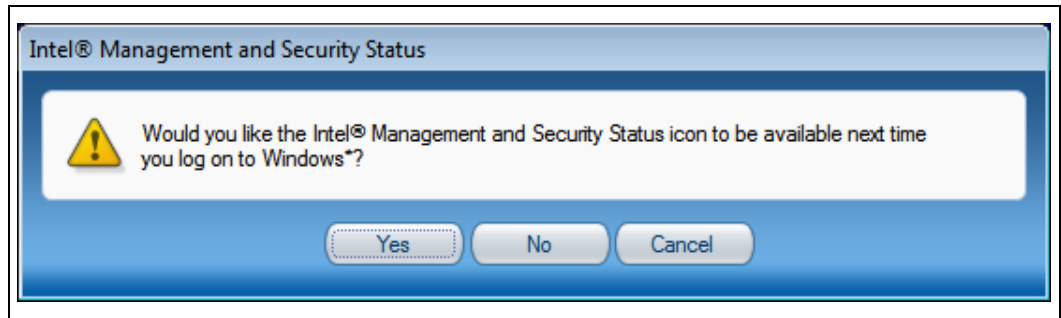 Intel® Management and Security Status
Would you like the Intel® Management and Security Status icon to be available next time
you log on to Windows*?
Yes No Cancel